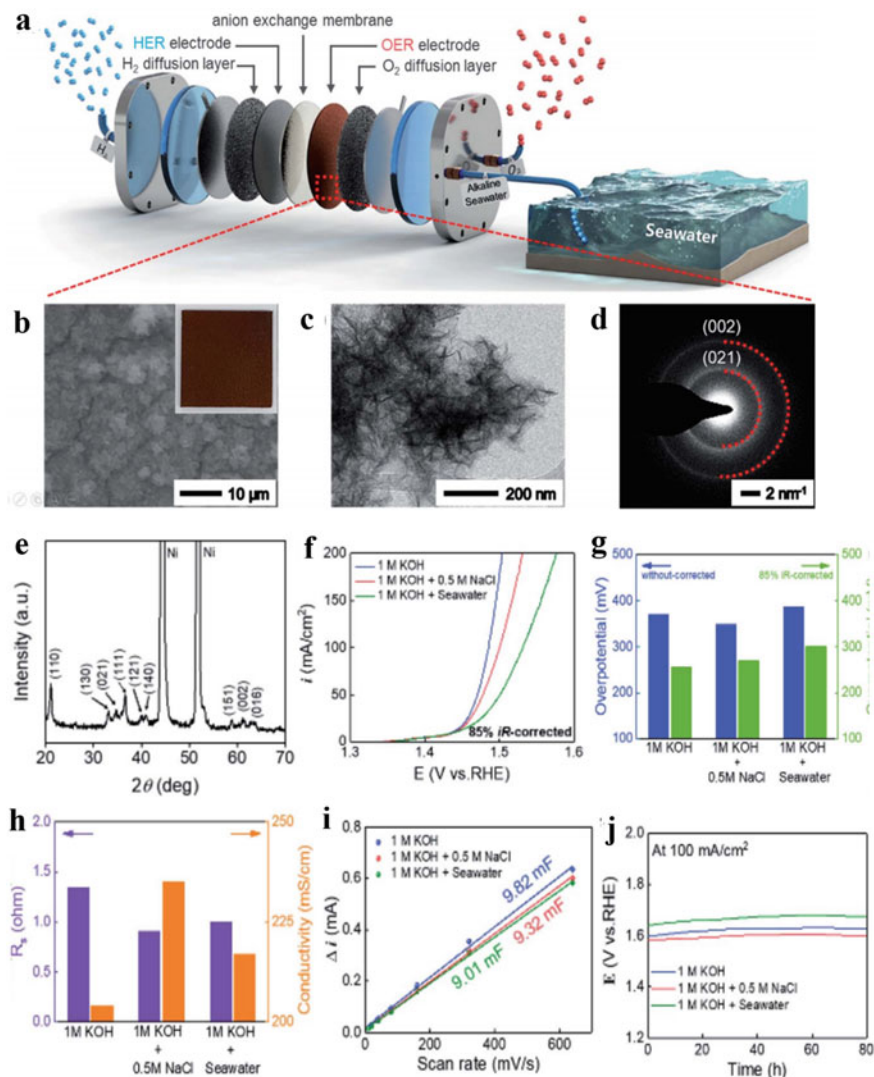 a
anion exchange membrane
HER electrode
OER electrode
H₂ diffusion layer
O₂ diffusion layer
H₂
O₂
Alkaline
Seawater
Seawater
b
10 μm
c
200 nm
d
(002)
(021)
2 nm⁻¹
e
Intensity (a.u.)
Ni
Ni
(110)
(130)
(021)
(111)
(121)
(140)
(151)
(002)
(016)
20 30 40 50 60 70
2θ (deg)
f
i (mA/cm²)
200
150
100
50
0
1 M KOH
1 M KOH + 0.5 M NaCl
1 M KOH + Seawater
85% iR-corrected
1.3 1.4 1.5 1.6
E (V vs.RHE)
g
Overpotential (mV)
500
400
300
200
100
without-corrected
85% iR-corrected
500
400
300
200
100
1M KOH
1M KOH
+
0.5M NaCl
1M KOH
+
Seawater
h
Rs (ohm)
2.0
1.5
1.0
0.5
0.0
250
225
200
Conductivity (mS/cm)
1M KOH
1M KOH
+
0.5M NaCl
1M KOH
+
Seawater
i
Δ i (mA)
0.8
0.6
0.4
0.2
0.0
1 M KOH
1 M KOH + 0.5 M NaCl
1 M KOH + Seawater
9.82 mF
9.32 mF
9.01 mF
0 200 400 600
Scan rate (mV/s)
j
E (V vs.RHE)
2.0
1.8
1.6
1.4
1.2
At 100 mA/cm²
1 M KOH
1 M KOH + 0.5 M NaCl
1 M KOH + Seawater
0 20 40 60 80
Time (h)